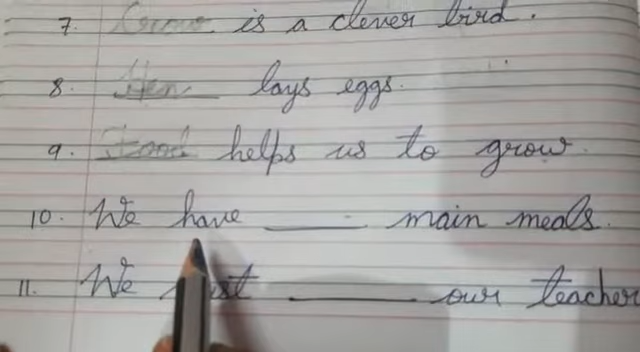 7. Crow is a clever bird.
8. Hen lays eggs.
9. Food helps us to grow.
10. We have ____ main meals.
11. We ____ our teacher